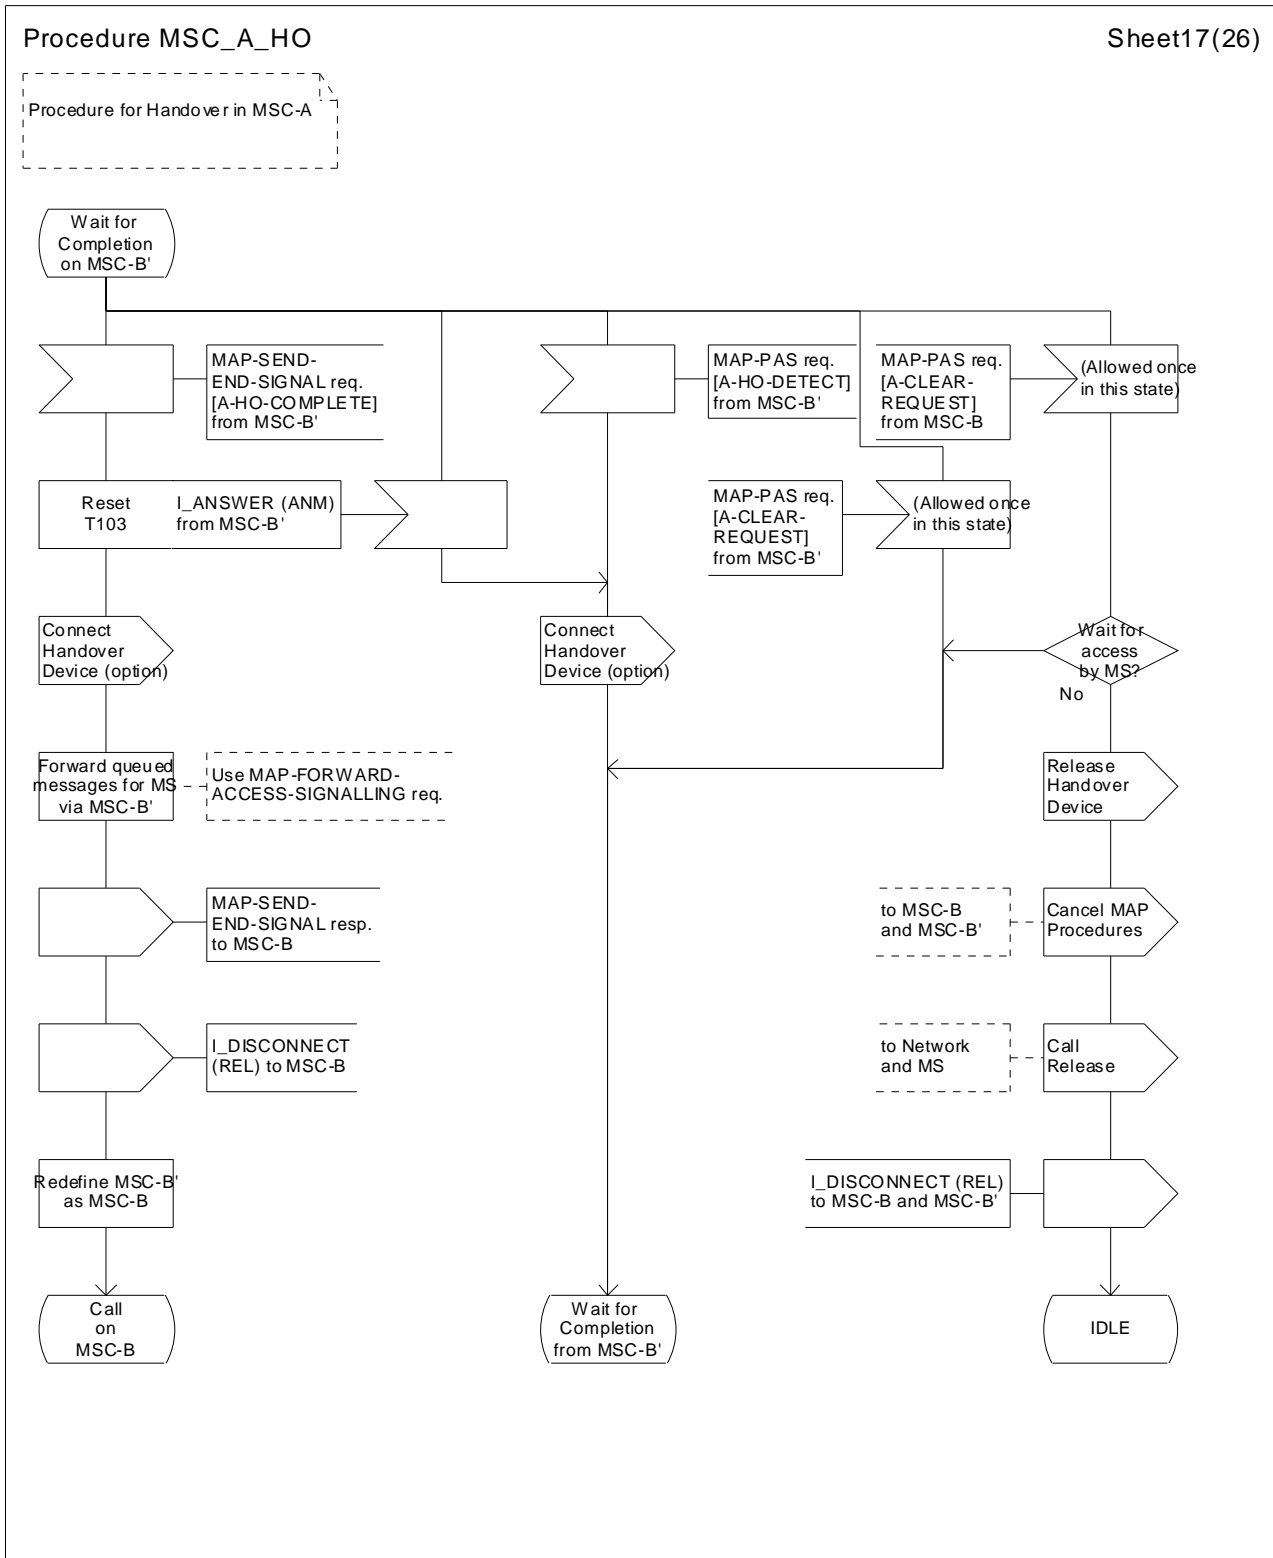 Procedure MSC_A_HO
Sheet17(26)
Procedure for Handover in MSC-A
Wait for
Completion
on MSC-B'
MAP-SEND-
END-SIGNAL req.
[A-HO-COMPLETE]
from MSC-B'
MAP-PAS req.
[A-HO-DETECT]
from MSC-B'
MAP-PAS req.
[A-CLEAR-
REQUEST]
from MSC-B
(Allowed once
in this state)
Reset
T103
I_ANSWER (ANM)
from MSC-B'
MAP-PAS req.
[A-CLEAR-
REQUEST]
from MSC-B'
(Allowed once
in this state)
Connect
Handover
Device (option)
Connect
Handover
Device (option)
Wait for
access
by MS?
No
Forward queued
messages for MS
via MSC-B'
Use MAP-FORWARD-
ACCESS-SIGNALLING req.
Release
Handover
Device
MAP-SEND-
END-SIGNAL resp.
to MSC-B
to MSC-B
and MSC-B'
Cancel MAP
Procedures
I_DISCONNECT
(REL) to MSC-B
to Network
and MS
Call
Release
Redefine MSC-B'
as MSC-B
I_DISCONNECT (REL)
to MSC-B and MSC-B'
Call
on
MSC-B
Wait for
Completion
from MSC-B'
IDLE